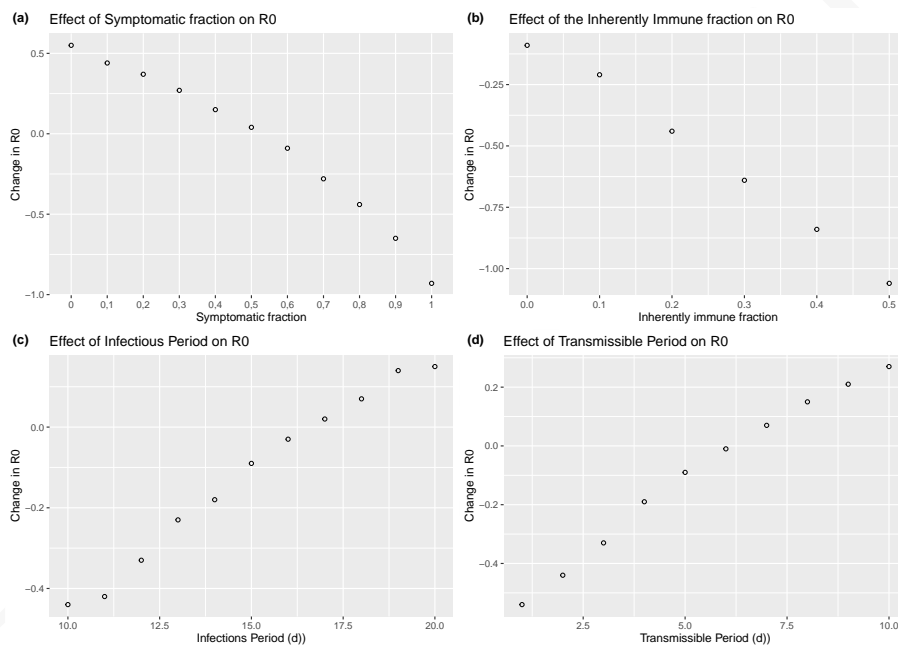 (a) Effect of Symptomatic fraction on R0
Change in R0
0.5
0.0
−0.5
−1.0
0 0,1 0,2 0,3 0,4 0,5 0,6 0,7 0,8 0,9 1
Symptomatic fraction
(b) Effect of the Inherently Immune fraction on R0
Change in R0
−0.25
−0.50
−0.75
−1.00
0.0 0.1 0.2 0.3 0.4 0.5
Inherently immune fraction
(c) Effect of Infectious Period on R0
Change in R0
0.0
−0.2
−0.4
10.0 12.5 15.0 17.5 20.0
Infections Period (d))
(d) Effect of Transmissible Period on R0
Change in R0
0.2
0.0
−0.2
−0.4
2.5 5.0 7.5 10.0
Transmissible Period (d))